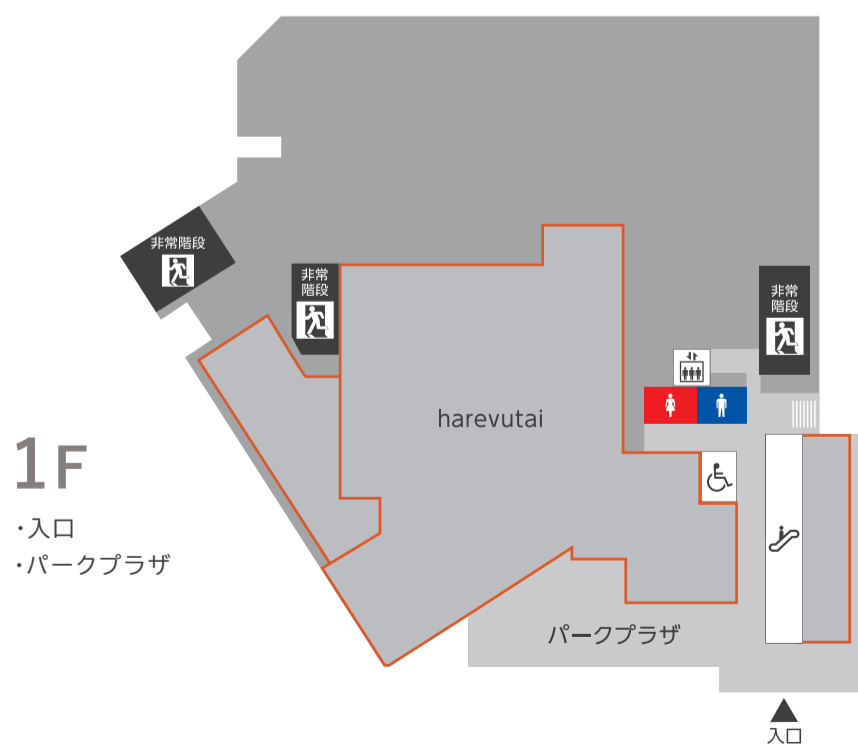 非常階段
非常
階段
非常
階段
harevutai
1F
・入口
・パークプラザ
パークプラザ
入口